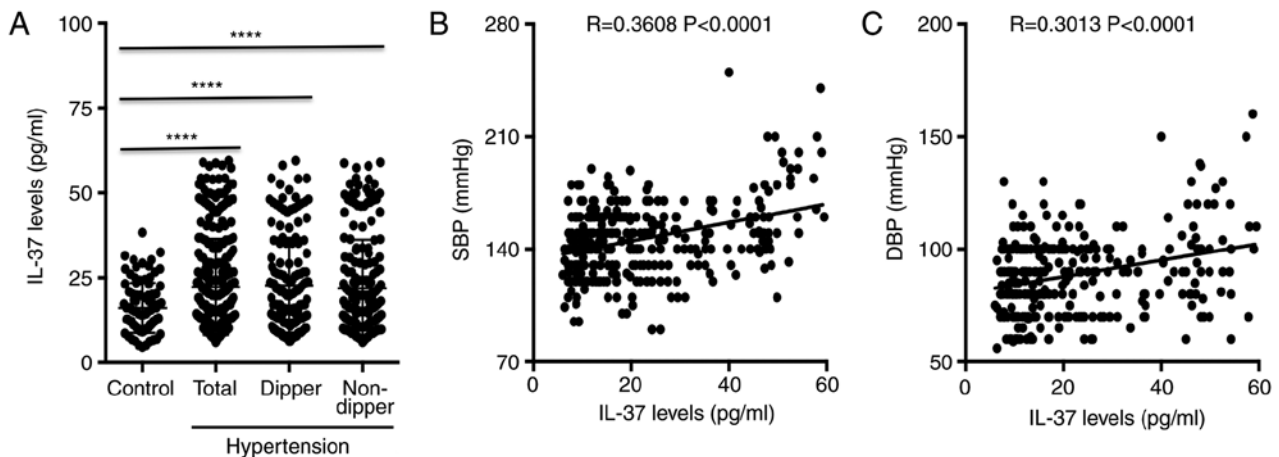 A
IL-37 levels (pg/ml)
100
75
50
25
0
****
****
****
Control
Total
Dipper
Non-
dipper
Hypertension
B
R=0.3608 P<0.0001
SBP (mmHg)
280
210
140
70
0
20
40
60
IL-37 levels (pg/ml)
C
R=0.3013 P<0.0001
DBP (mmHg)
200
150
100
50
0
20
40
60
IL-37 levels (pg/ml)